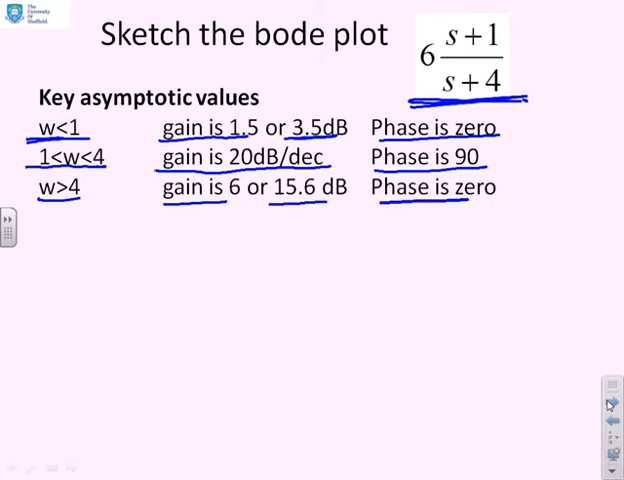 The
University
Of
Sheffield.
Sketch the bode plot
6 s + 1
s + 4
Key asymptotic values
w<1 gain is 1.5 or 3.5dB Phase is zero
1<w<4 gain is 20dB/dec Phase is 90
w>4 gain is 6 or 15.6 dB Phase is zero